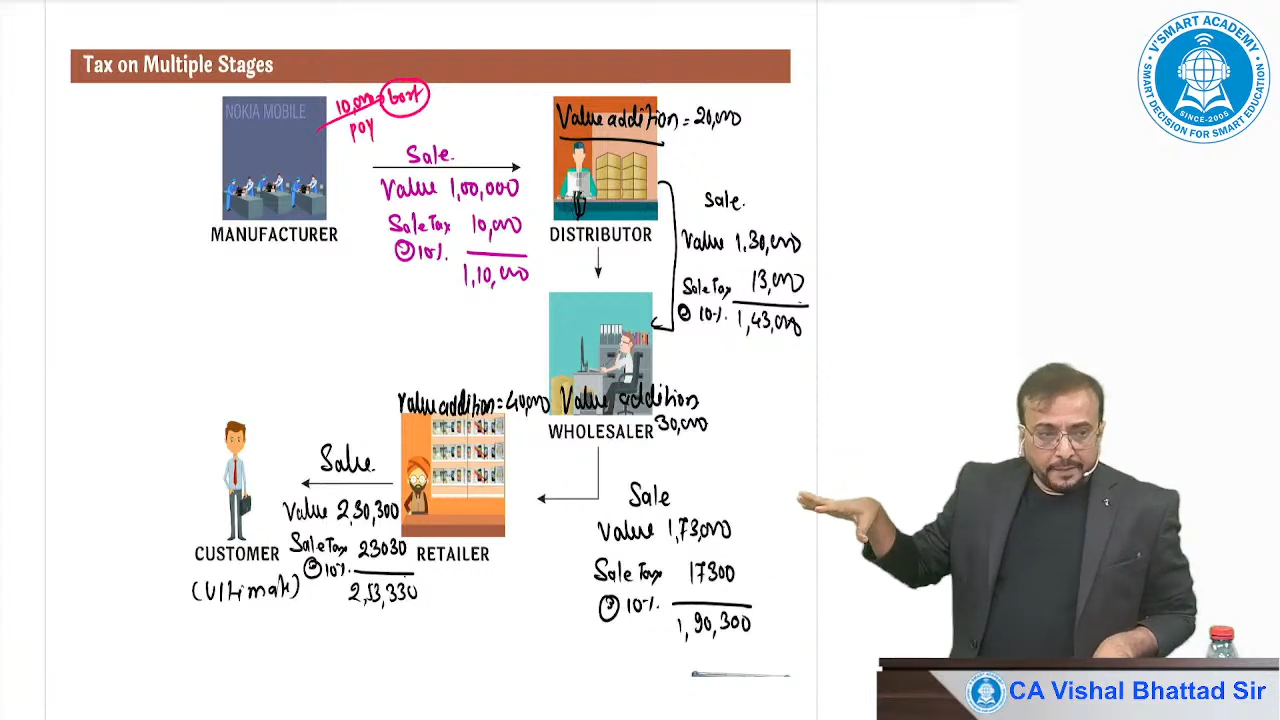 Tax on Multiple Stages
V'SMART ACADEMY
SINCE-2005
SMART DECISION FOR SMART EDUCATION
NOKIA MOBILE
10,000 Govt
pay
MANUFACTURER
Sale.
Value 1,00,000
Sale Tax 10,000
@ 10%.
1,10,000
Value addition = 20,000
DISTRIBUTOR
Sale.
Value 1,30,000
Sale Tax 13,000
@ 10%.
1,43,000
Value addition
30,000
WHOLESALER
Sale
Value 1,73,000
Sale Tax 17300
@ 10%.
1,90,300
Value addition = 40,000
RETAILER
Value 2,30,300
Sale Tax 23030
@ 10%.
2,53,330
CUSTOMER
(Ultimate)
CA Vishal Bhattad Sir